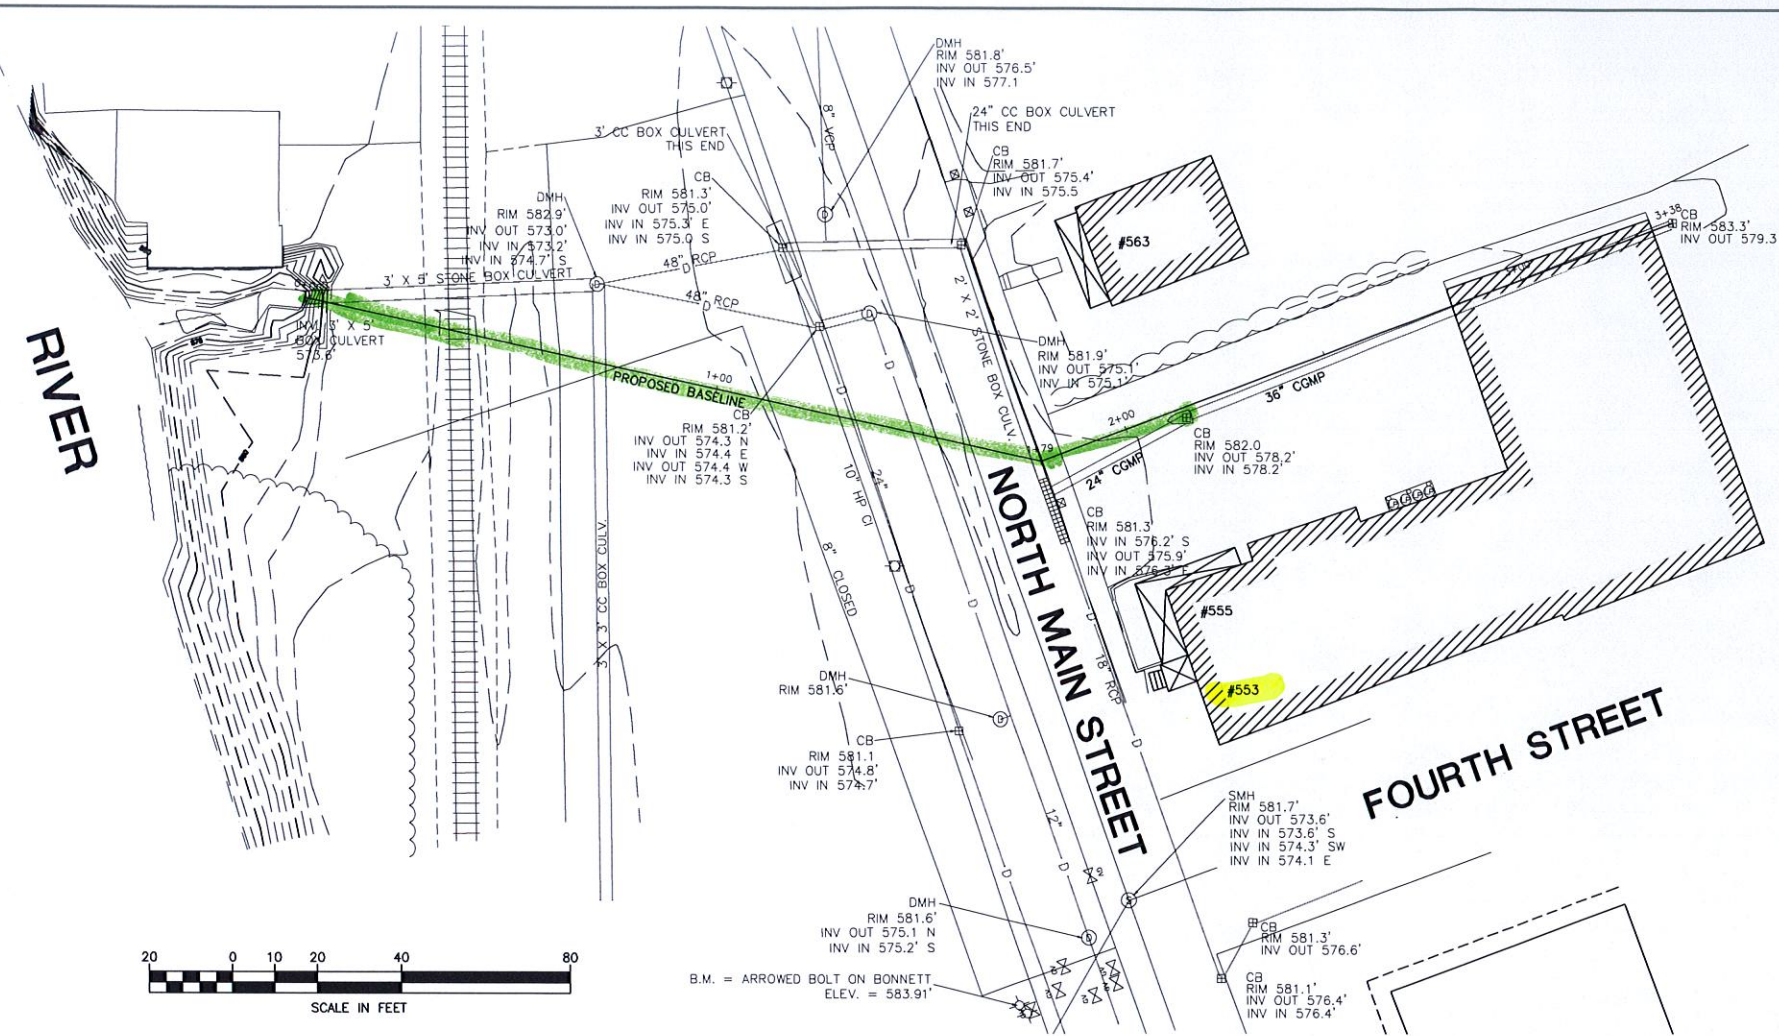 DMH
RIM 581.8'
INV OUT 576.5'
INV IN 577.1
24" CC BOX CULVERT
THIS END
3' CC BOX CULVERT
THIS END
8" VCP
CB
RIM 581.7'
INV OUT 575.4'
INV IN 575.5
CB
RIM 581.3'
INV OUT 575.0'
INV IN 575.3' E
INV IN 575.0 S
DMH
RIM 582.9'
INV OUT 573.0'
INV IN 573.2'
INV IN 574.7' S
3' X 5' STONE BOX CULVERT
48" RCP
D
48" RCP
D
#563
3+38
CB
RIM 583.3'
INV OUT 579.3
2' X 2' STONE BOX CULV.
INV. 3' X 5'
BOX CULVERT
573.6'
576
RIVER
DMH
RIM 581.9'
INV OUT 575.1'
INV IN 575.1'
1+00
PROPOSED BASELINE
36" CGMP
2+00
1+79
24" CGMP
CB
RIM 582.0
INV OUT 578.2'
INV IN 578.2'
CB
RIM 581.2'
INV OUT 574.3 N
INV IN 574.4 E
INV OUT 574.4 W
INV IN 574.3 S
24"
10" HP CI
8" CLOSED
3' X 3' CC BOX CULV.
CB
RIM 581.3'
INV IN 576.2' S
INV OUT 575.9'
INV IN 576.3' E
NORTH MAIN STREET
18" RCP
#555
#553
FOURTH STREET
DMH
RIM 581.6'
CB
RIM 581.1
INV OUT 574.8'
INV IN 574.7'
12"
SMH
RIM 581.7'
INV OUT 573.6'
INV IN 573.6' S
INV IN 574.3' SW
INV IN 574.1 E
DMH
RIM 581.6'
INV OUT 575.1 N
INV IN 575.2' S
CB
RIM 581.3'
INV OUT 576.6'
CB
RIM 581.1'
INV OUT 576.4'
INV IN 576.4'
B.M. = ARROWED BOLT ON BONNETT
ELEV. = 583.91'
20 0 10 20 40 80
SCALE IN FEET